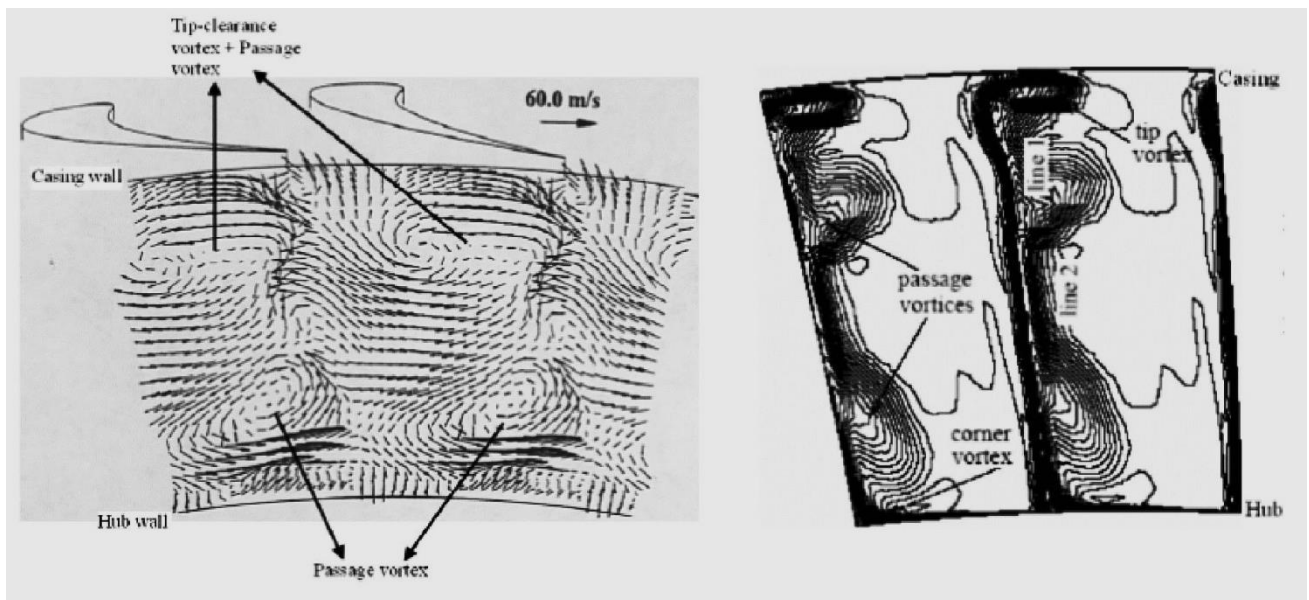 Tip-clearance
vortex + Passage
vortex
60.0 m/s
Casing wall
Hub wall
Passage vortex
Casing
tip
vortex
line 1
line 2
passage
vortices
corner
vortex
Hub